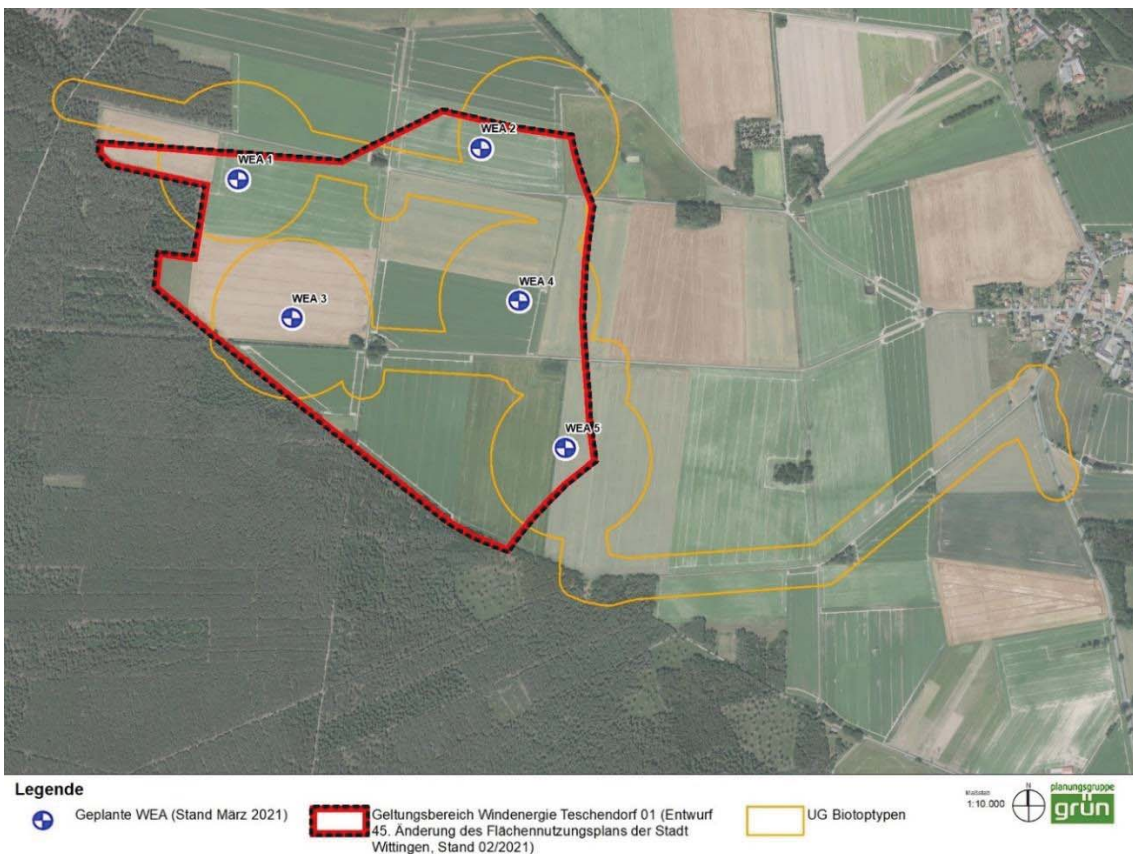 WEA 2
WEA 1
WEA 4
WEA 3
WEA 5
Legende
Geplante WEA (Stand März 2021)
Geltungsbereich Windenergie Teschendorf 01 (Entwurf
45. Änderung des Flächennutzungsplans der Stadt
Wittingen, Stand 02/2021)
UG Biotoptypen
Maßstab
1:10.000
N
planungsgruppe
grün